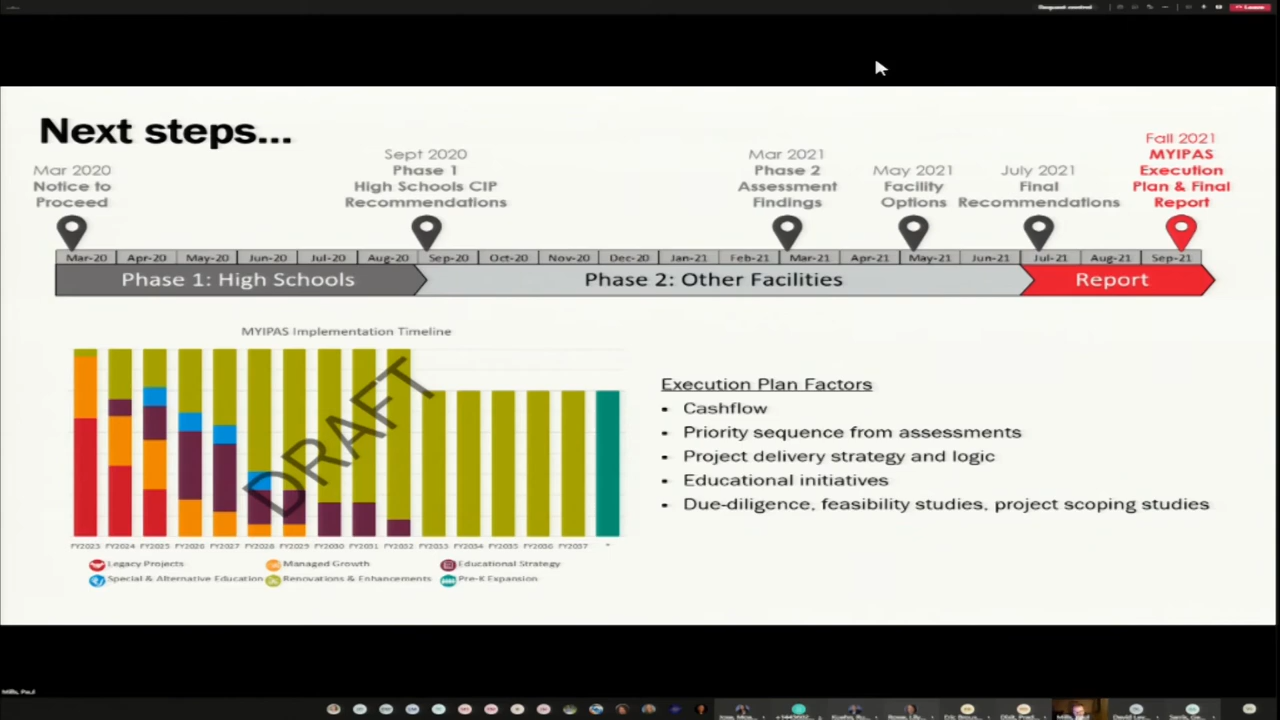 Request control
Leave
Next steps...
Mar 2020
Notice to
Proceed
Sept 2020
Phase 1
High Schools CIP
Recommendations
Mar 2021
Phase 2
Assessment
Findings
May 2021
Facility
Options
July 2021
Final
Recommendations
Fall 2021
MYIPAS
Execution
Plan & Final
Report
Mar-20 Apr-20 May-20 Jun-20 Jul-20 Aug-20 Sep-20 Oct-20 Nov-20 Dec-20 Jan-21 Feb-21 Mar-21 Apr-21 May-21 Jun-21 Jul-21 Aug-21 Sep-21
Phase 1: High Schools Phase 2: Other Facilities Report
MYIPAS Implementation Timeline
DRAFT
FY2023 FY2024 FY2025 FY2026 FY2027 FY2028 FY2029 FY2030 FY2031 FY2032 FY2033 FY2034 FY2035 FY2036 FY2037 *
Legacy Projects Managed Growth Educational Strategy
Special & Alternative Education Renovations & Enhancements Pre-K Expansion
Execution Plan Factors
▪ Cashflow
▪ Priority sequence from assessments
▪ Project delivery strategy and logic
▪ Educational initiatives
▪ Due-diligence, feasibility studies, project scoping studies
Mills, Paul